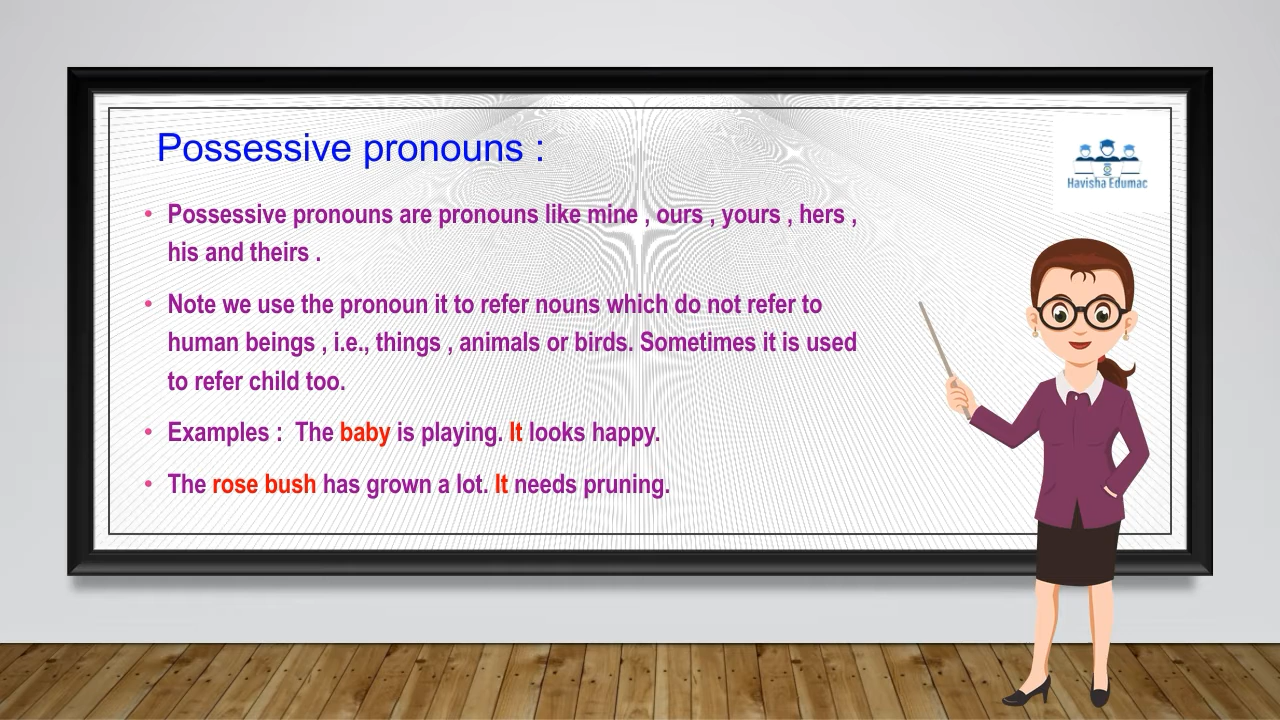 Possessive pronouns :
Havisha Edumac
• Possessive pronouns are pronouns like mine , ours , yours , hers ,
his and theirs .
• Note we use the pronoun it to refer nouns which do not refer to
human beings , i.e., things , animals or birds. Sometimes it is used
to refer child too.
• Examples :  The baby is playing. It looks happy.
• The rose bush has grown a lot. It needs pruning.